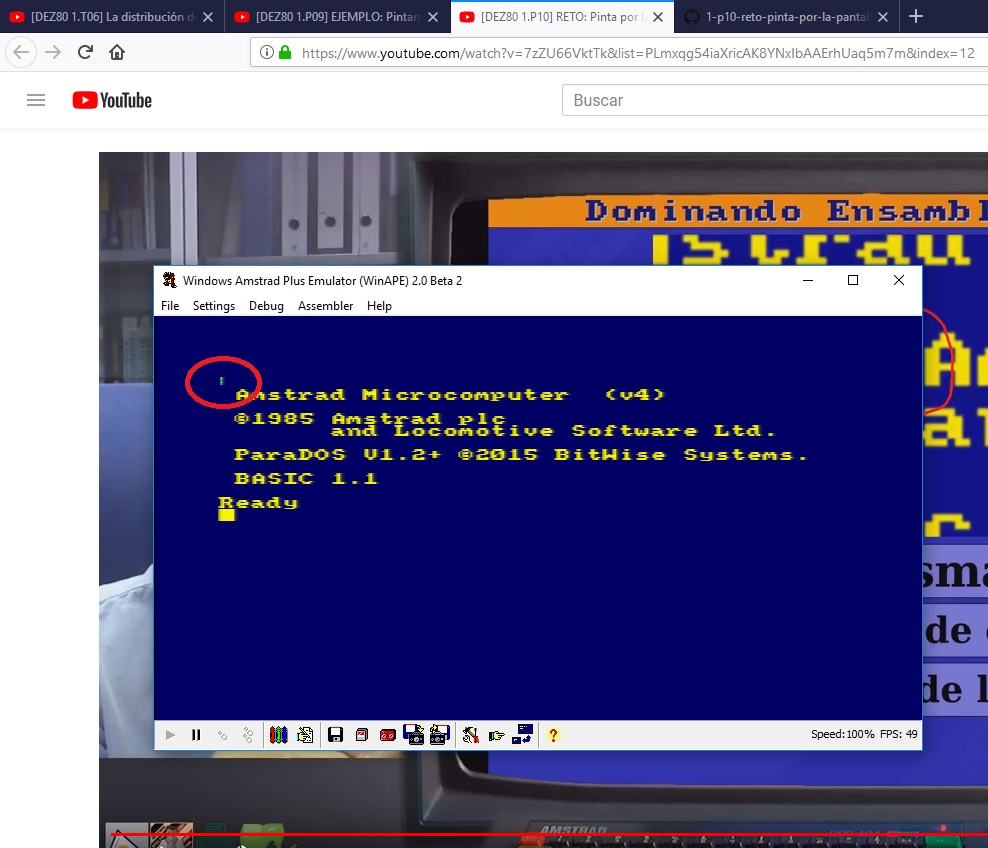 [DEZ80 1.T06] La distribución d
[DEZ80 1.P09] EJEMPLO: Pintan
[DEZ80 1.P10] RETO: Pinta por l
1-p10-reto-pinta-por-la-pantal
https://www.youtube.com/watch?v=7zZU66VktTk&list=PLmxqg54iaXricAK8YNxIbAAErhUaq5m7m&index=12
YouTube
Buscar
Dominando Ensambl
Windows Amstrad Plus Emulator (WinAPE) 2.0 Beta 2
File Settings Debug Assembler Help
Amstrad Microcomputer (v4)
©1985 Amstrad plc
and Locomotive Software Ltd.
ParaDOS V1.2+ ©2015 BitWise Systems.
BASIC 1.1
Ready
sma
de
de l
Speed:100% FPS: 49
AMSTRAD